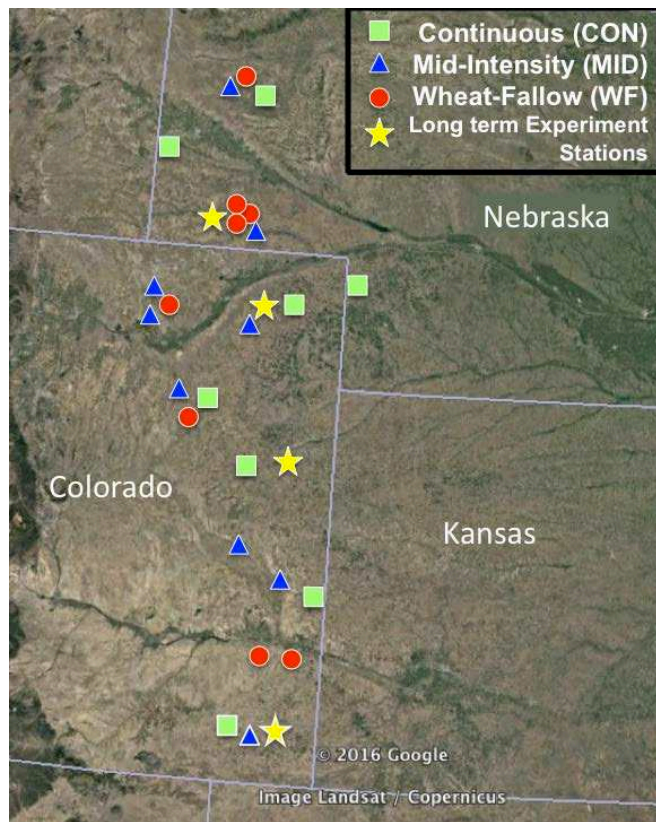 Continuous (CON)
Mid-Intensity (MID)
Wheat-Fallow (WF)
Long term Experiment
Stations
Nebraska
Colorado
Kansas
© 2016 Google
Image Landsat / Copernicus